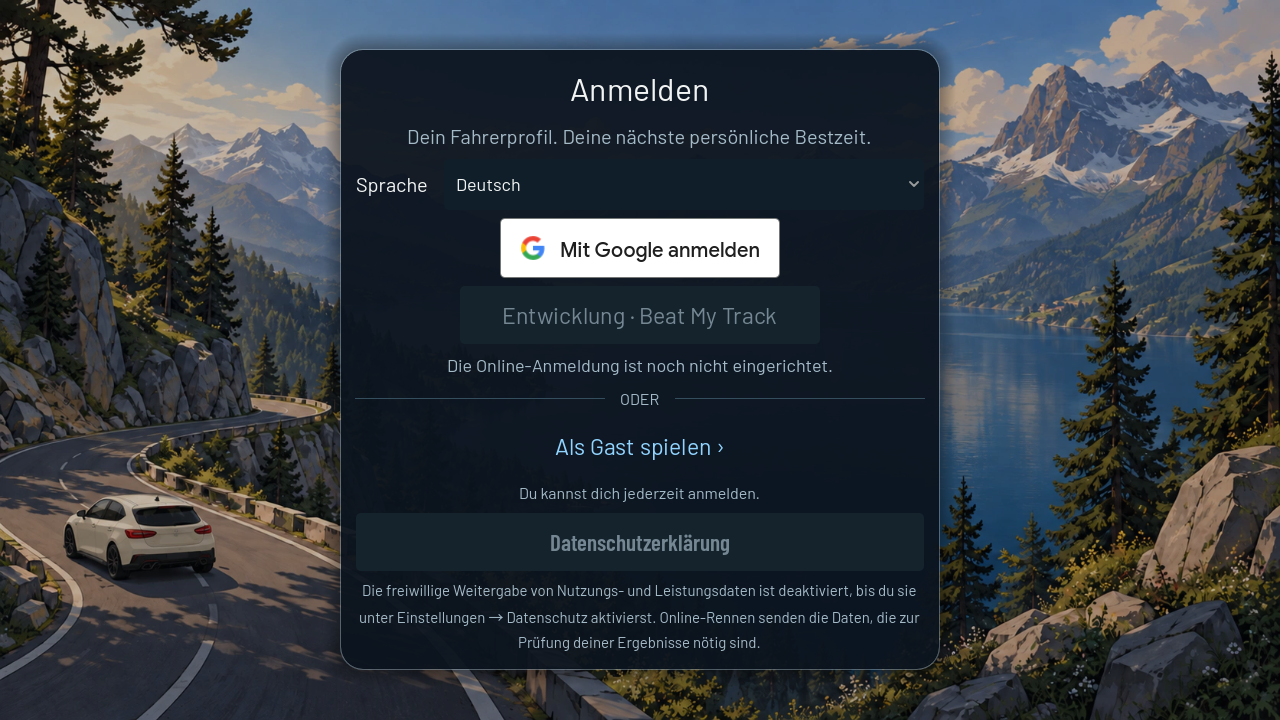 Anmelden
Dein Fahrerprofil. Deine nächste persönliche Bestzeit.
Sprache Deutsch
Mit Google anmelden
Entwicklung · Beat My Track
Die Online-Anmeldung ist noch nicht eingerichtet.
ODER
Als Gast spielen ›
Du kannst dich jederzeit anmelden.
Datenschutzerklärung
Die freiwillige Weitergabe von Nutzungs- und Leistungsdaten ist deaktiviert, bis du sie
unter Einstellungen → Datenschutz aktivierst. Online-Rennen senden die Daten, die zur
Prüfung deiner Ergebnisse nötig sind.